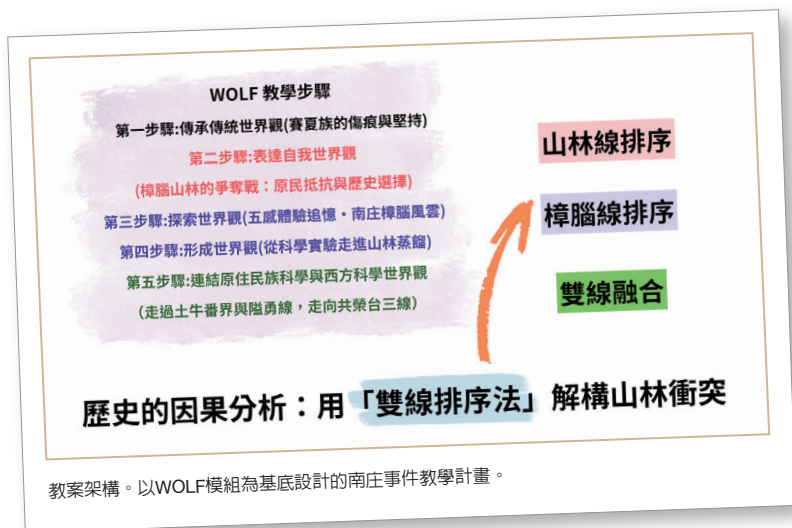 WOLF 教學步驟
第一步驟:傳承傳統世界觀(賽夏族的傷痕與堅持)
第二步驟:表達自我世界觀
(樟腦山林的爭奪戰：原民抵抗與歷史選擇)
第三步驟:探索世界觀(五感體驗追憶・南庄樟腦風雲)
第四步驟:形成世界觀(從科學實驗走進山林蒸餾)
第五步驟:連結原住民族科學與西方科學世界觀
（走過土牛番界與隘勇線，走向共榮台三線）
山林線排序
樟腦線排序
雙線融合
歷史的因果分析：用「雙線排序法」解構山林衝突
教案架構。以WOLF模組為基底設計的南庄事件教學計畫。